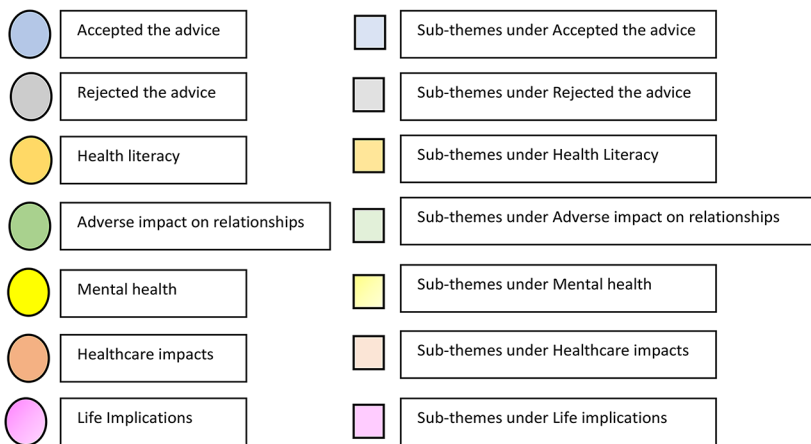 Accepted the advice
Sub-themes under Accepted the advice
Rejected the advice
Sub-themes under Rejected the advice
Health literacy
Sub-themes under Health Literacy
Adverse impact on relationships
Sub-themes under Adverse impact on relationships
Mental health
Sub-themes under Mental health
Healthcare impacts
Sub-themes under Healthcare impacts
Life Implications
Sub-themes under Life implications